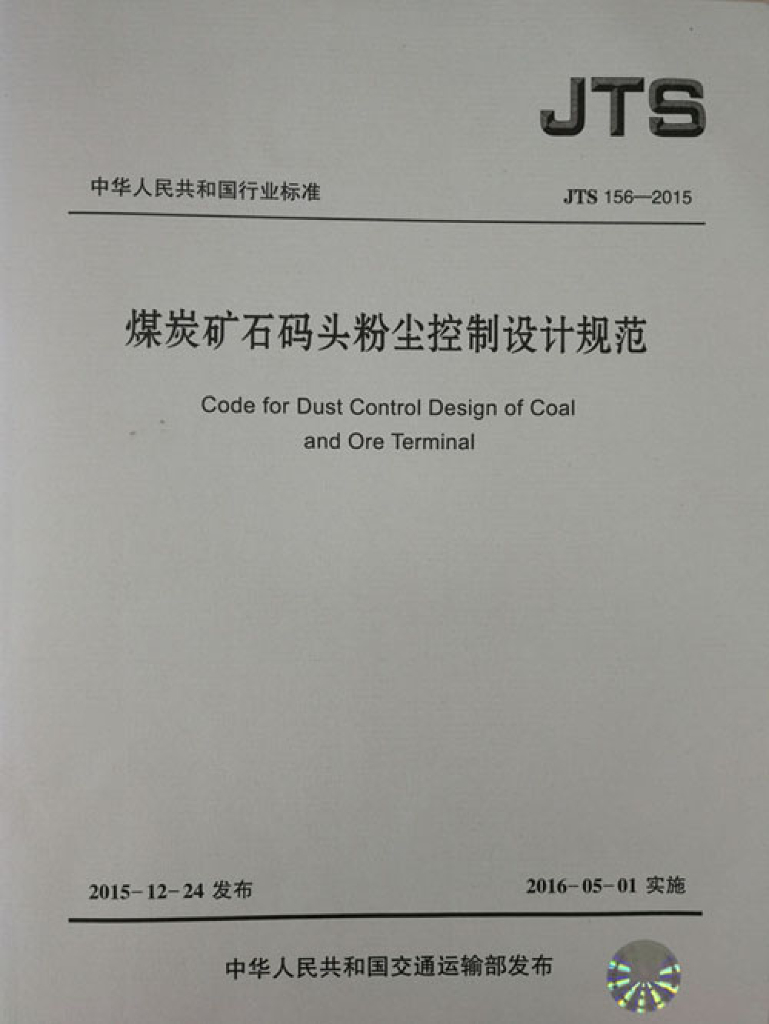 JTS
中华人民共和国行业标准
JTS 156—2015
煤炭矿石码头粉尘控制设计规范
Code for Dust Control Design of Coal
and Ore Terminal
2015-12-24 发布
2016-05-01 实施
中华人民共和国交通运输部发布